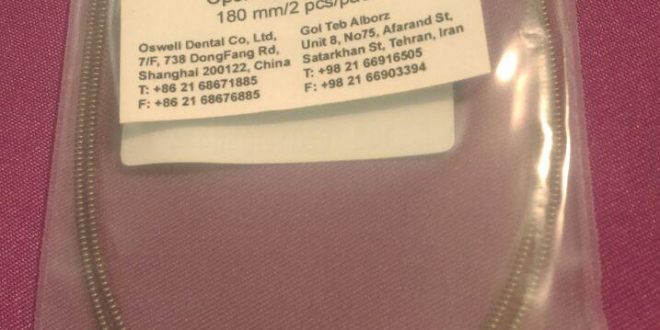 180 mm/2 pcs/pack
Oswell Dental Co, Ltd,
7/F, 738 DongFang Rd,
Shanghai 200122, China
T: +86 21 68671885
F: +86 21 68676885
Gol Teb Alborz
Unit 8, No75, Afarand St,
Satarkhan St, Tehran, Iran
T: +98 21 66916505
F: +98 21 66903394